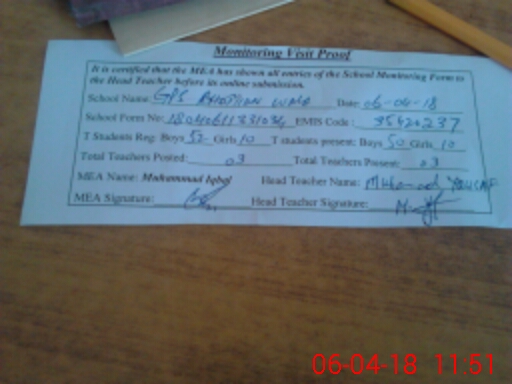 Monitoring Visit Proof
It is certified that the MEA has shown all entries of the School Monitoring Form to
the Head Teacher before its online submission.
School Name: GPS Date: 06-04-18
School Form No: EMIS Code: 35420237
T Students Reg: Boys 52 Girls 10 T students present: Boys 50 Girls 10
Total Teachers Posted: 03 Total Teachers Present: 03
MEA Name: Muhammad Iqbal Head Teacher Name: Muhammad
MEA Signature: Head Teacher Signature:
06-04-18 11:51